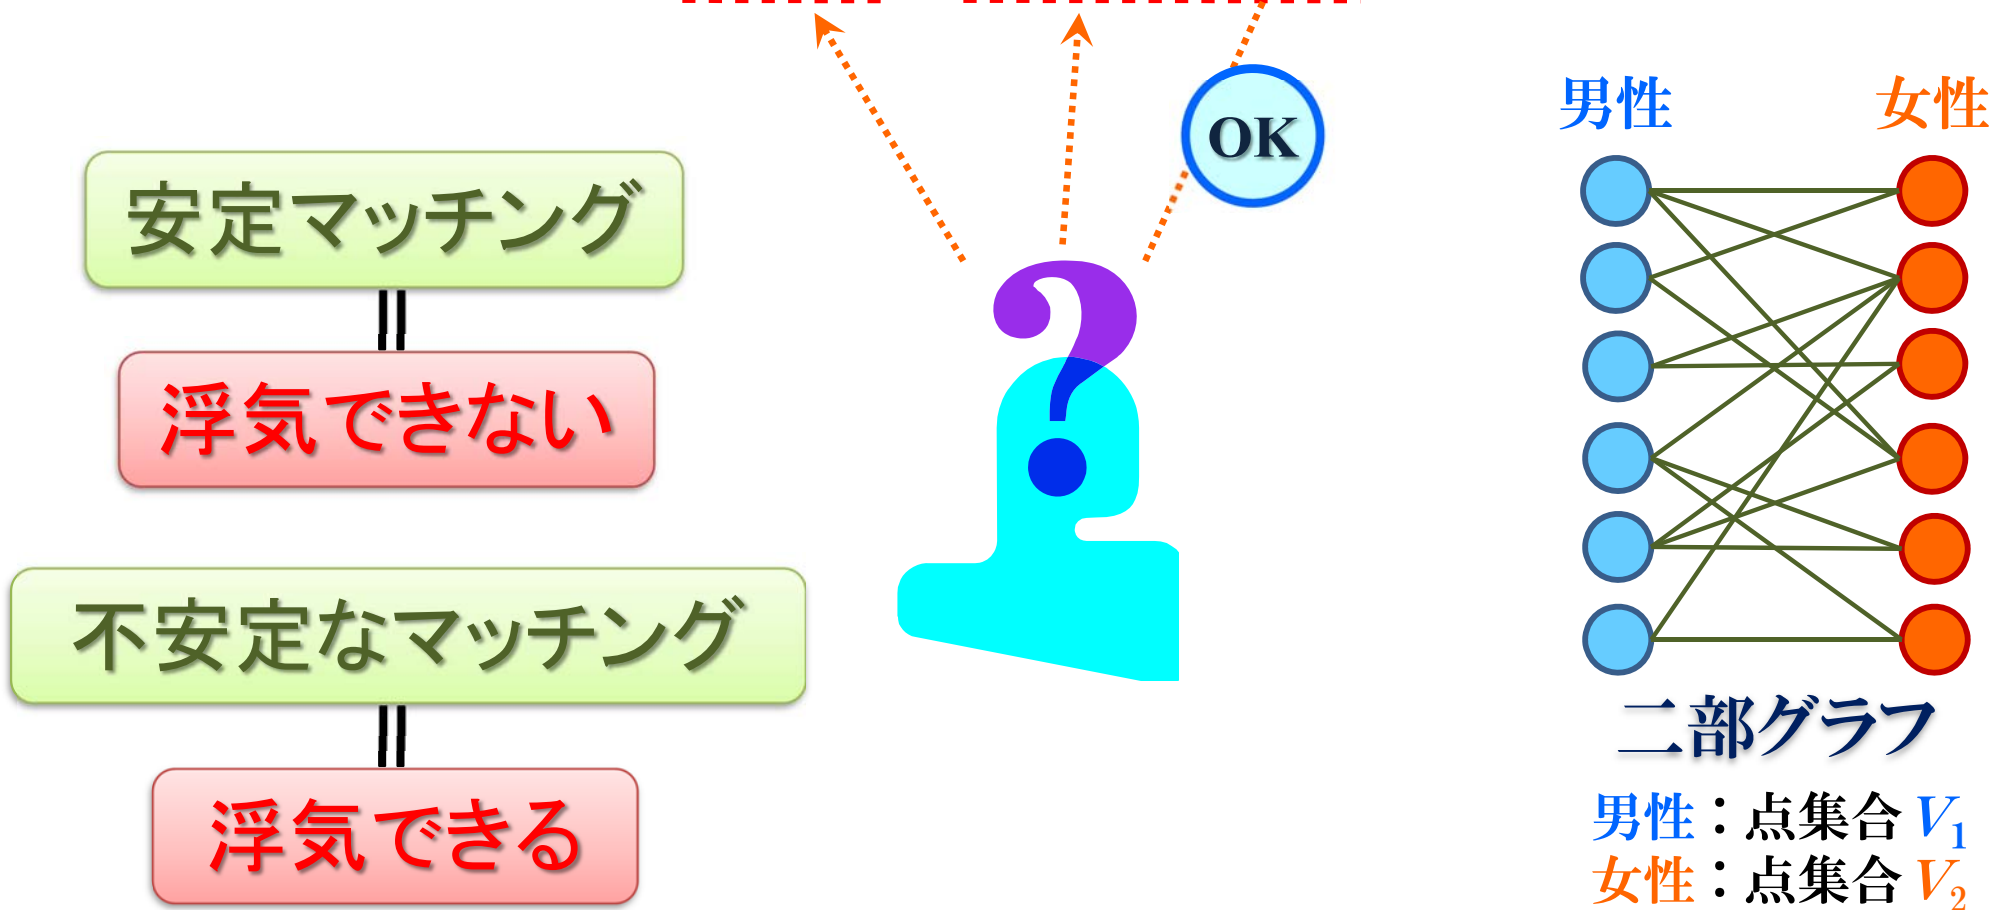 安定マッチング
浮気できない
不安定なマッチング
浮気できる
OK
?
男性 女性
二部グラフ
男性：点集合 V₁
女性：点集合 V₂